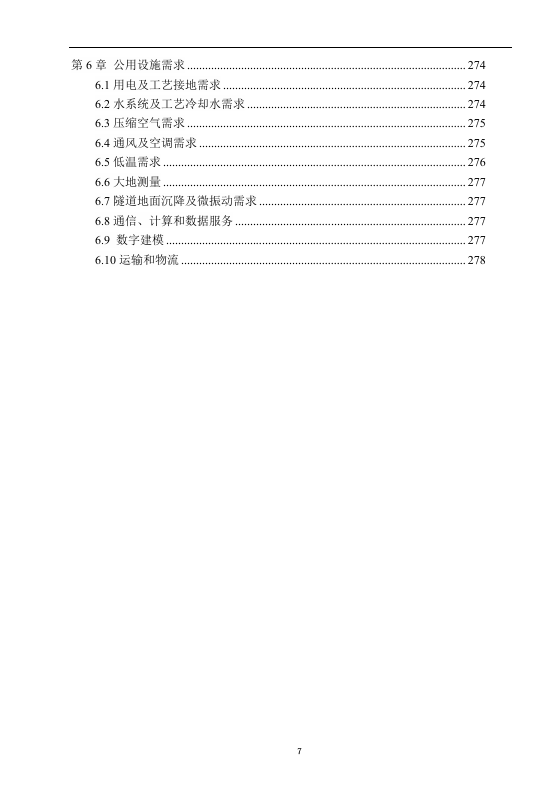 第 6 章 公用设施需求 ........ 274
6.1 用电及工艺接地需求 ........ 274
6.2 水系统及工艺冷却水需求 ........ 274
6.3 压缩空气需求 ........ 275
6.4 通风及空调需求 ........ 275
6.5 低温需求 ........ 276
6.6 大地测量 ........ 277
6.7 隧道地面沉降及微振动需求 ........ 277
6.8 通信、计算和数据服务 ........ 277
6.9 数字建模 ........ 277
6.10 运输和物流 ........ 278
7